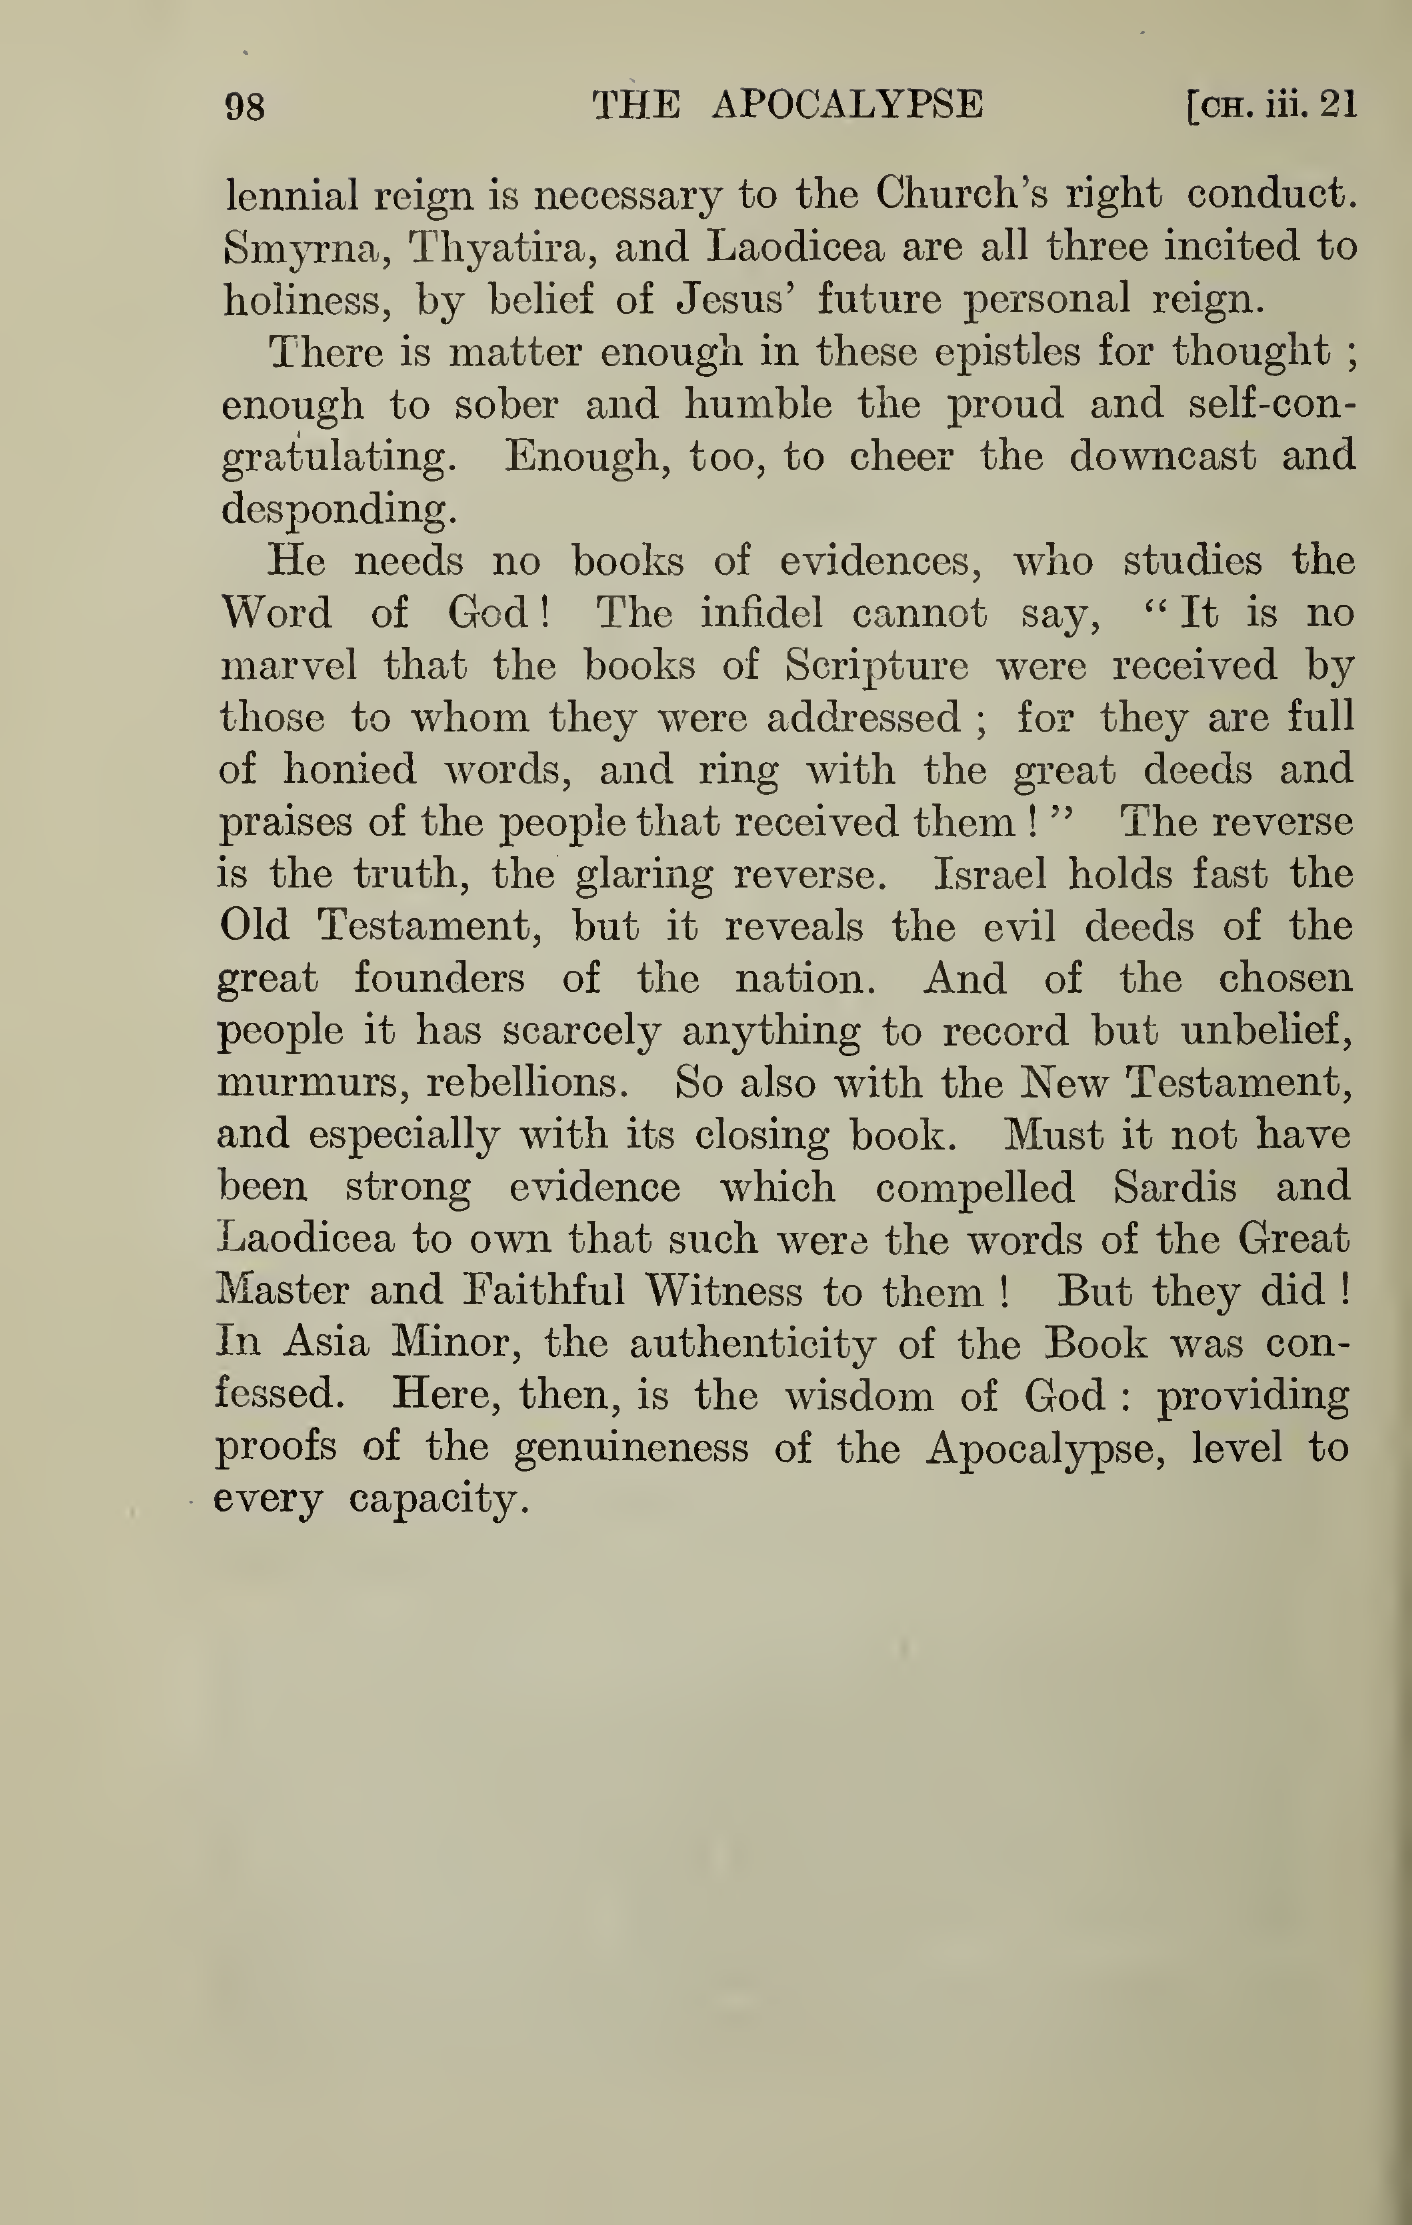 98 THE APOCALYPSE [CH. iii. 21
lennial reign is necessary to the Church's right conduct.
Smyrna, Thyatira, and Laodicea are all three incited to
holiness, by belief of Jesus' future personal reign.
There is matter enough in these epistles for thought ;
enough to sober and humble the proud and self-con-
gratulating. Enough, too, to cheer the downcast and
desponding.
He needs no books of evidences, who studies the
Word of God! The infidel cannot say, “ It is no
marvel that the books of Scripture were received by
those to whom they were addressed ; for they are full
of honied words, and ring with the great deeds and
praises of the people that received them ! ” The reverse
is the truth, the glaring reverse. Israel holds fast the
Old Testament, but it reveals the evil deeds of the
great founders of the nation. And of the chosen
people it has scarcely anything to record but unbelief,
murmurs, rebellions. So also with the New Testament,
and especially with its closing book. Must it not have
been strong evidence which compelled Sardis and
Laodicea to own that such were the words of the Great
Master and Faithful Witness to them ! But they did !
In Asia Minor, the authenticity of the Book was con-
fessed. Here, then, is the wisdom of God : providing
proofs of the genuineness of the Apocalypse, level to
every capacity.